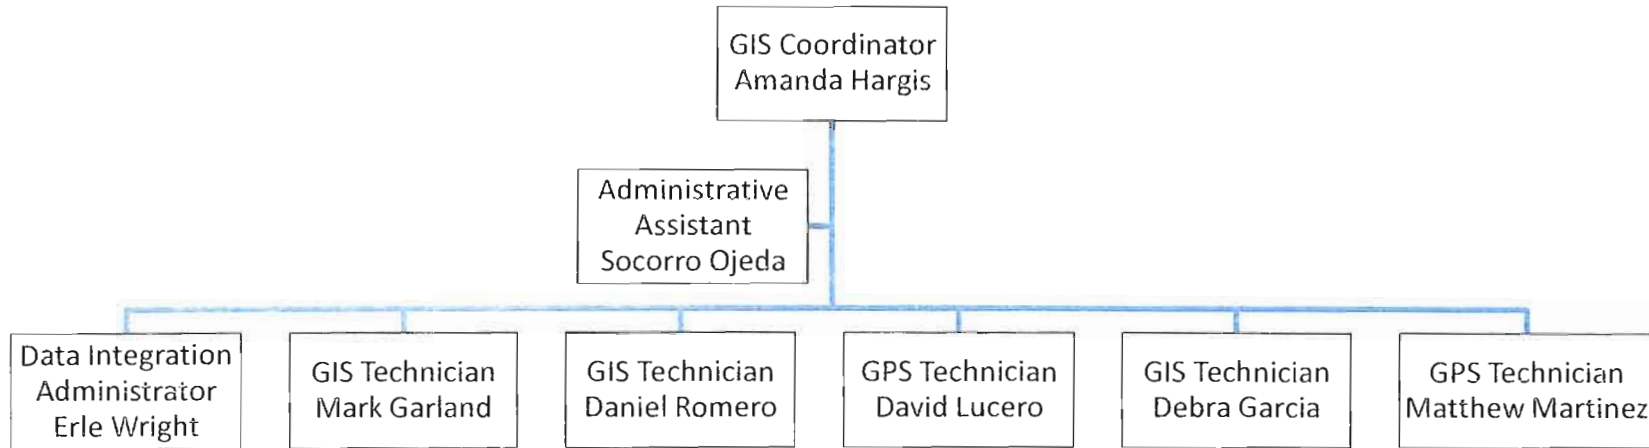 GIS Coordinator
Amanda Hargis
Administrative
Assistant
Socorro Ojeda
Data Integration
Administrator
Erle Wright
GIS Technician
Mark Garland
GIS Technician
Daniel Romero
GPS Technician
David Lucero
GIS Technician
Debra Garcia
GPS Technician
Matthew Martinez